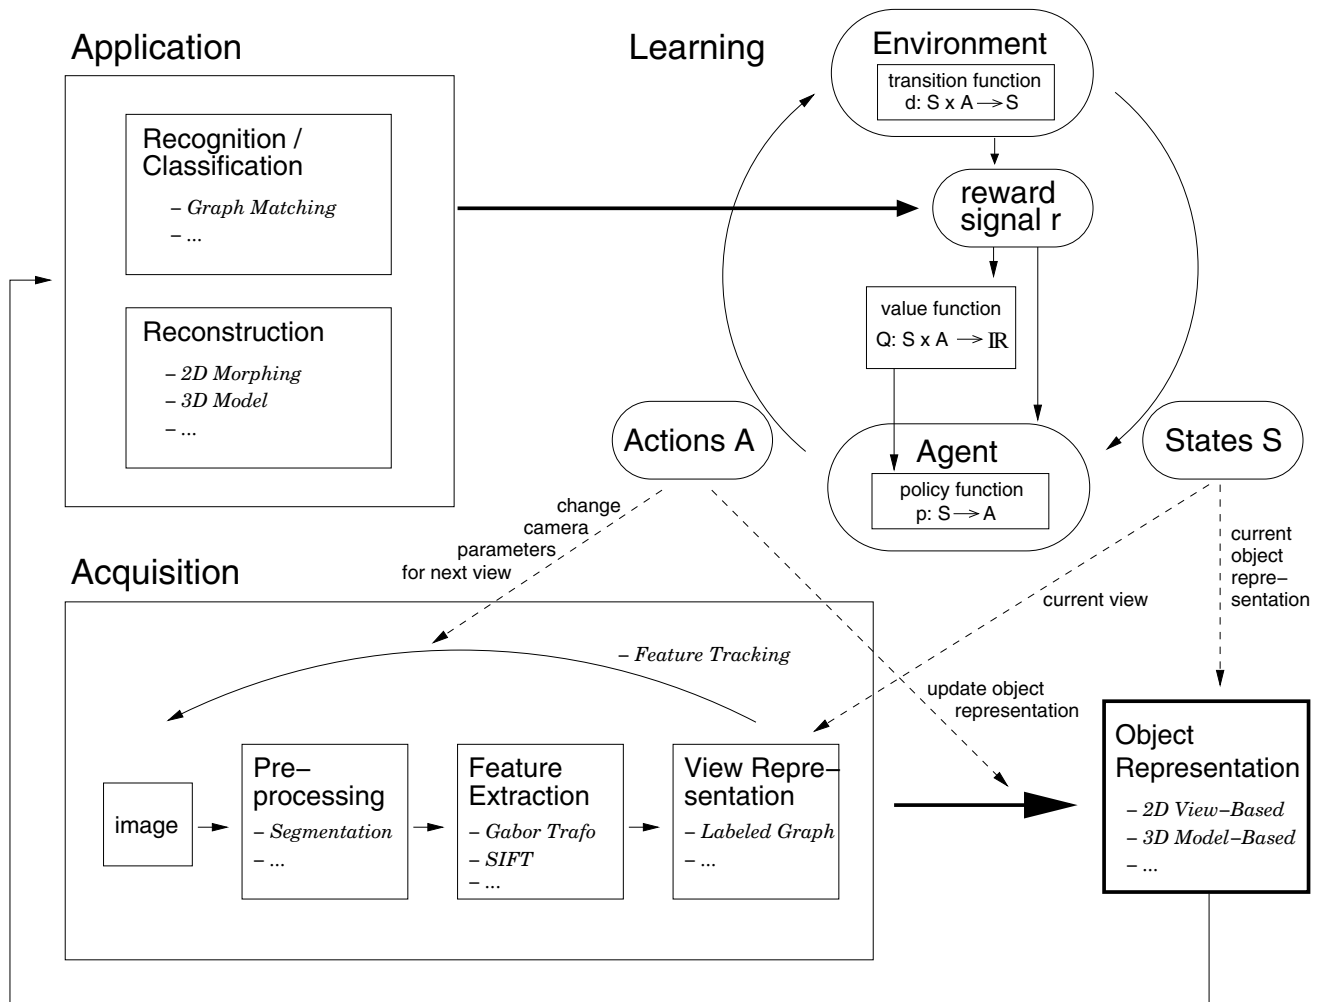 Application
Recognition /
Classification
– Graph Matching
– ...
Reconstruction
– 2D Morphing
– 3D Model
– ...
Learning
Environment
transition function
d: S x A → S
reward
signal r
value function
Q: S x A → ℝ
Actions A
Agent
policy function
p: S → A
States S
change
camera
parameters
for next view
current
object
repre–
sentation
current view
update object
representation
Acquisition
– Feature Tracking
image
Pre–
processing
– Segmentation
– ...
Feature
Extraction
– Gabor Trafo
– SIFT
– ...
View Repre–
sentation
– Labeled Graph
– ...
Object
Representation
– 2D View–Based
– 3D Model–Based
– ...